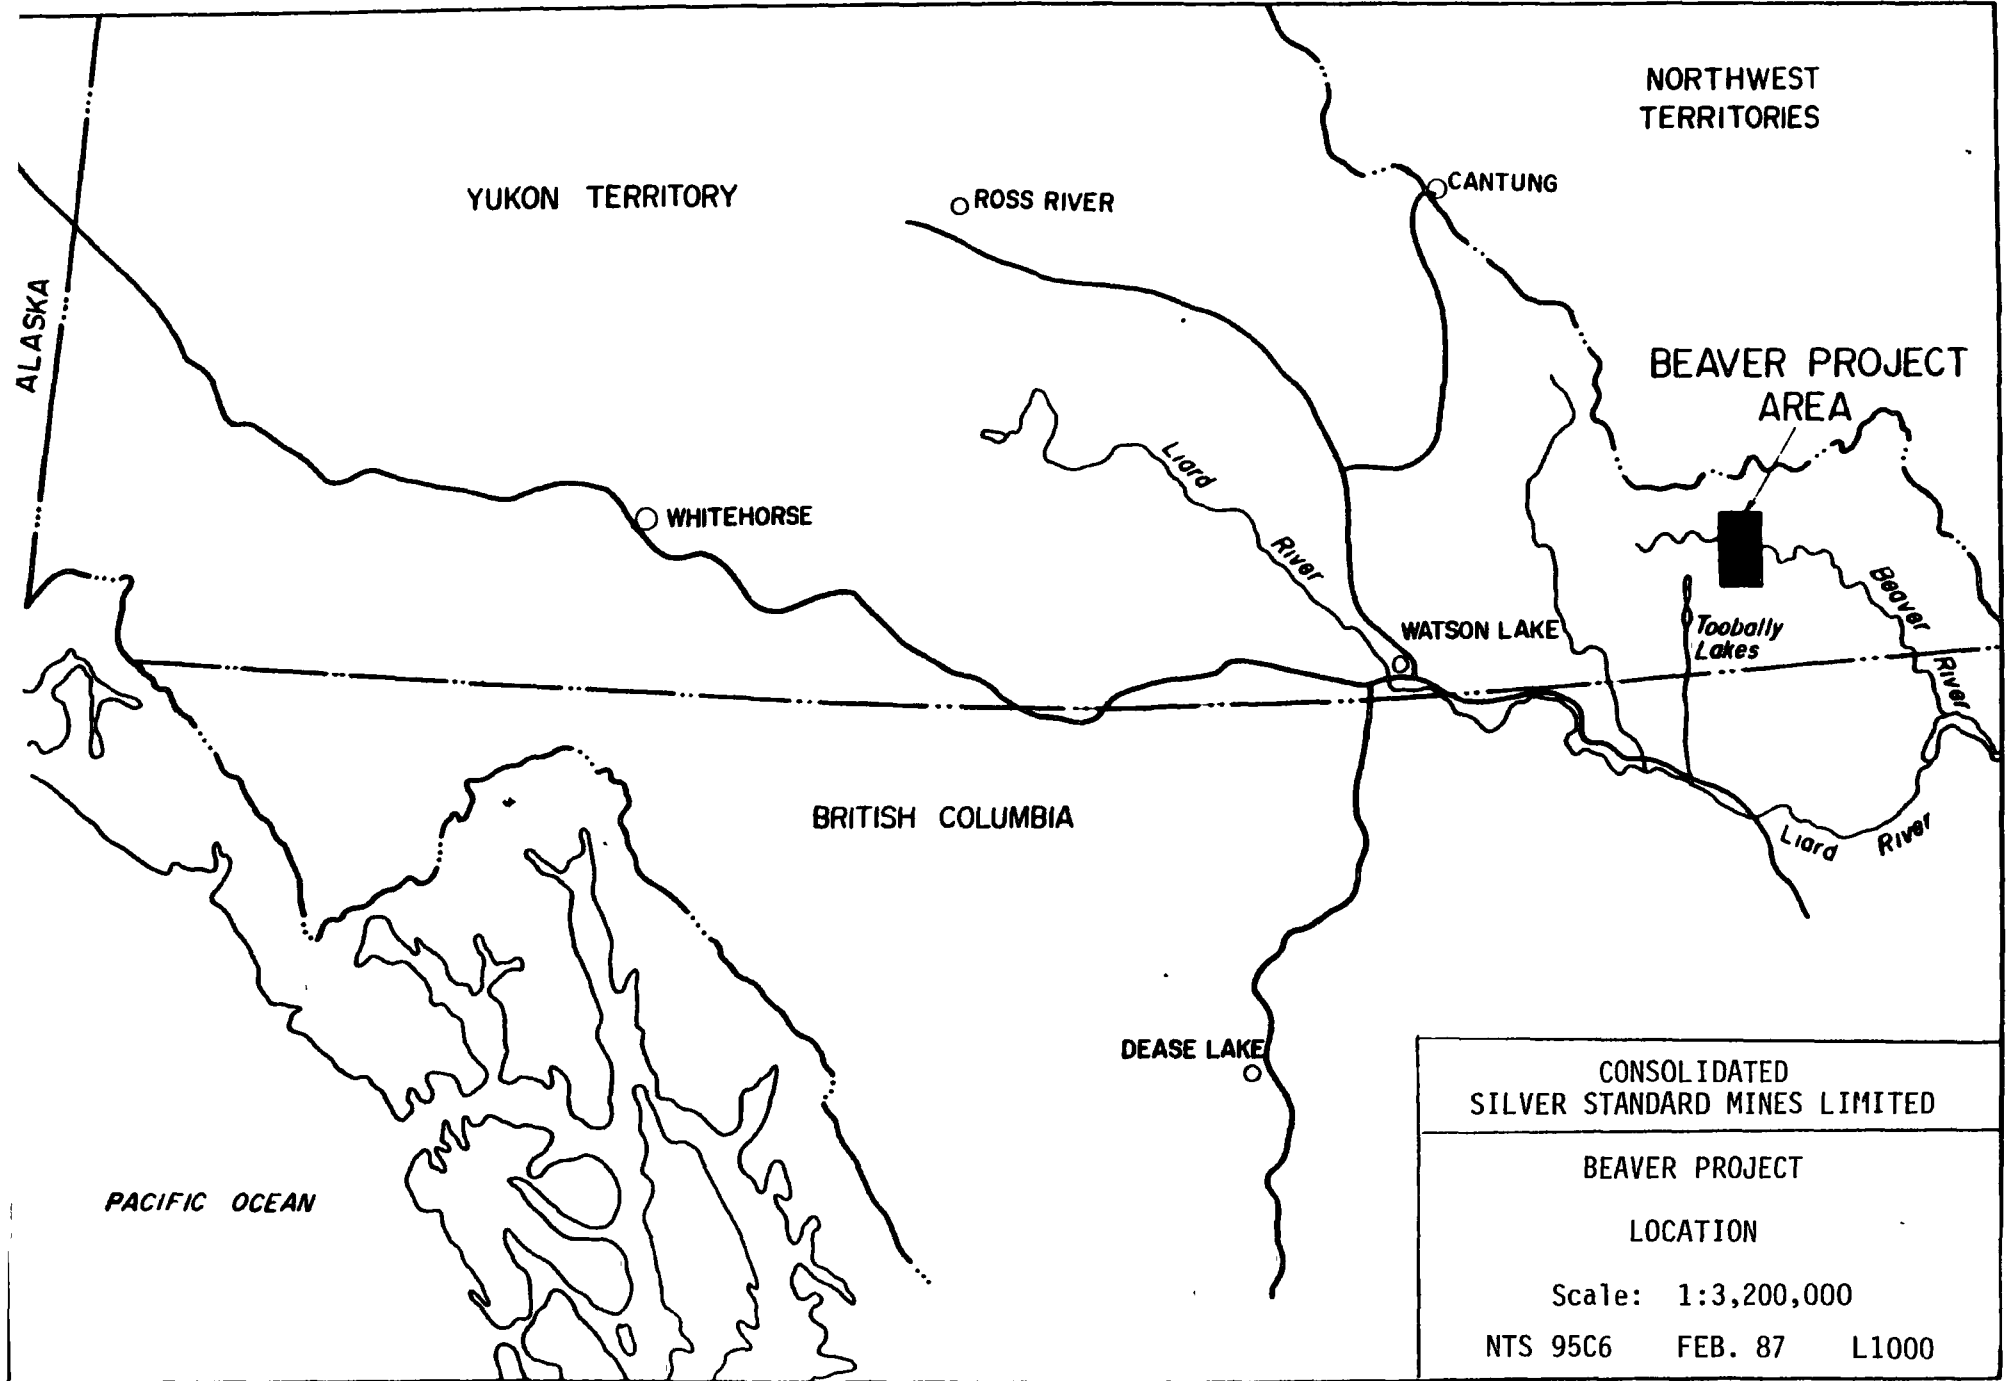 NORTHWEST
TERRITORIES
YUKON TERRITORY
ROSS RIVER
CANTUNG
ALASKA
BEAVER PROJECT
AREA
Liard
River
WHITEHORSE
WATSON LAKE
Toobally
Lakes
Beaver
River
BRITISH COLUMBIA
Liard
River
DEASE LAKE
PACIFIC OCEAN
CONSOLIDATED
SILVER STANDARD MINES LIMITED
BEAVER PROJECT
LOCATION
Scale: 1:3,200,000
NTS 95C6 FEB. 87 L1000